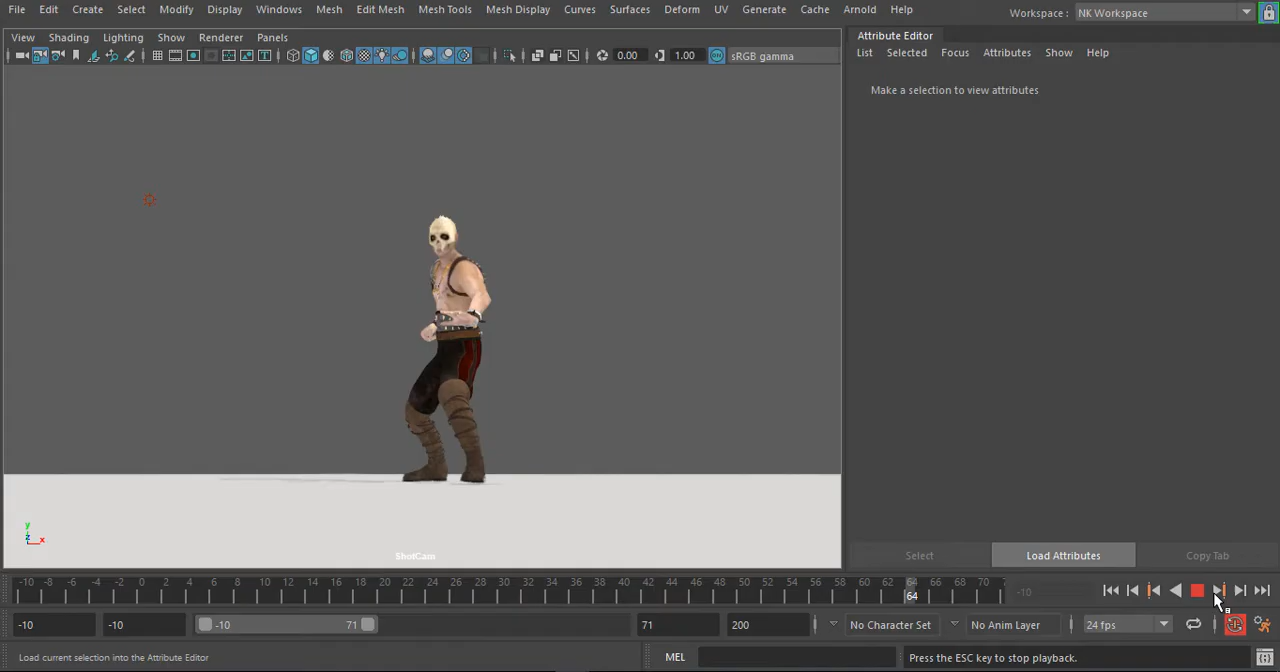 File Edit Create Select Modify Display Windows Mesh Edit Mesh Mesh Tools Mesh Display Curves Surfaces Deform UV Generate Cache Arnold Help Workspace : NK Workspace
View Shading Lighting Show Renderer Panels
0.00 1.00 ON sRGB gamma
Attribute Editor
List Selected Focus Attributes Show Help
Make a selection to view attributes
y
z x
ShotCam
Select Load Attributes Copy Tab
-10 -8 -6 -4 -2 0 2 4 6 8 10 12 14 16 18 20 22 24 26 28 30 32 34 36 38 40 42 44 46 48 50 52 54 56 58 60 62 64 66 68 70 7
64 -10
-10 -10 -10 71 71 200 No Character Set No Anim Layer 24 fps
Load current selection into the Attribute Editor MEL Press the ESC key to stop playback.